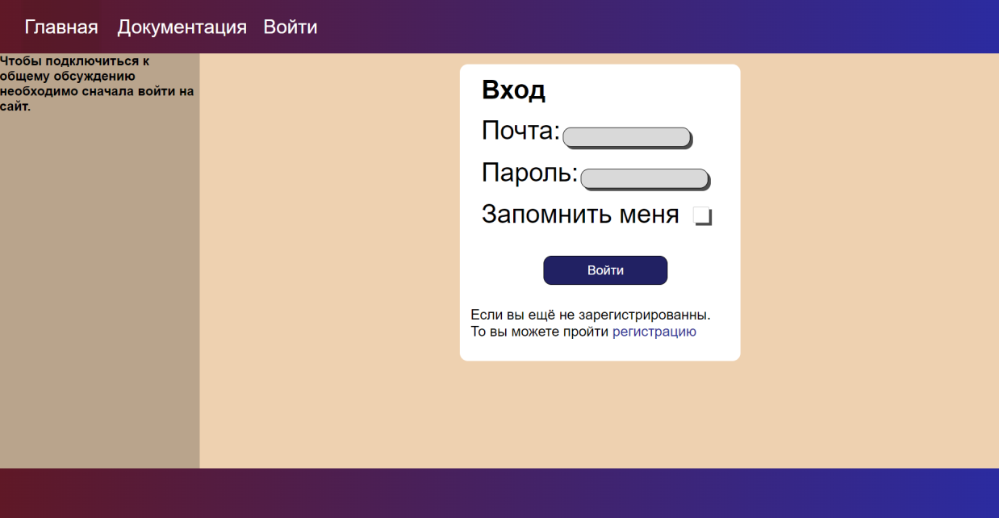 Главная Документация Войти
Чтобы подключиться к
общему обсуждению
необходимо сначала войти на
сайт.
Вход
Почта:
Пароль:
Запомнить меня
Войти
Если вы ещё не зарегистрированны.
То вы можете пройти регистрацию